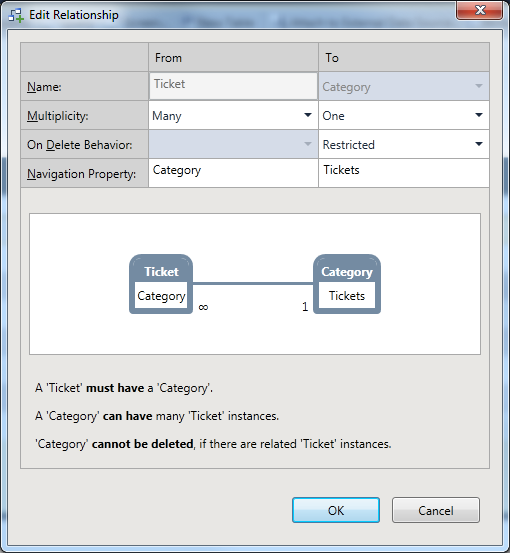 Edit Relationship
From To
Name: Ticket Category
Multiplicity: Many One
On Delete Behavior: Restricted
Navigation Property: Category Tickets
Ticket Category
Category Tickets
∞ 1
A 'Ticket' must have a 'Category'.
A 'Category' can have many 'Ticket' instances.
'Category' cannot be deleted, if there are related 'Ticket' instances.
OK Cancel